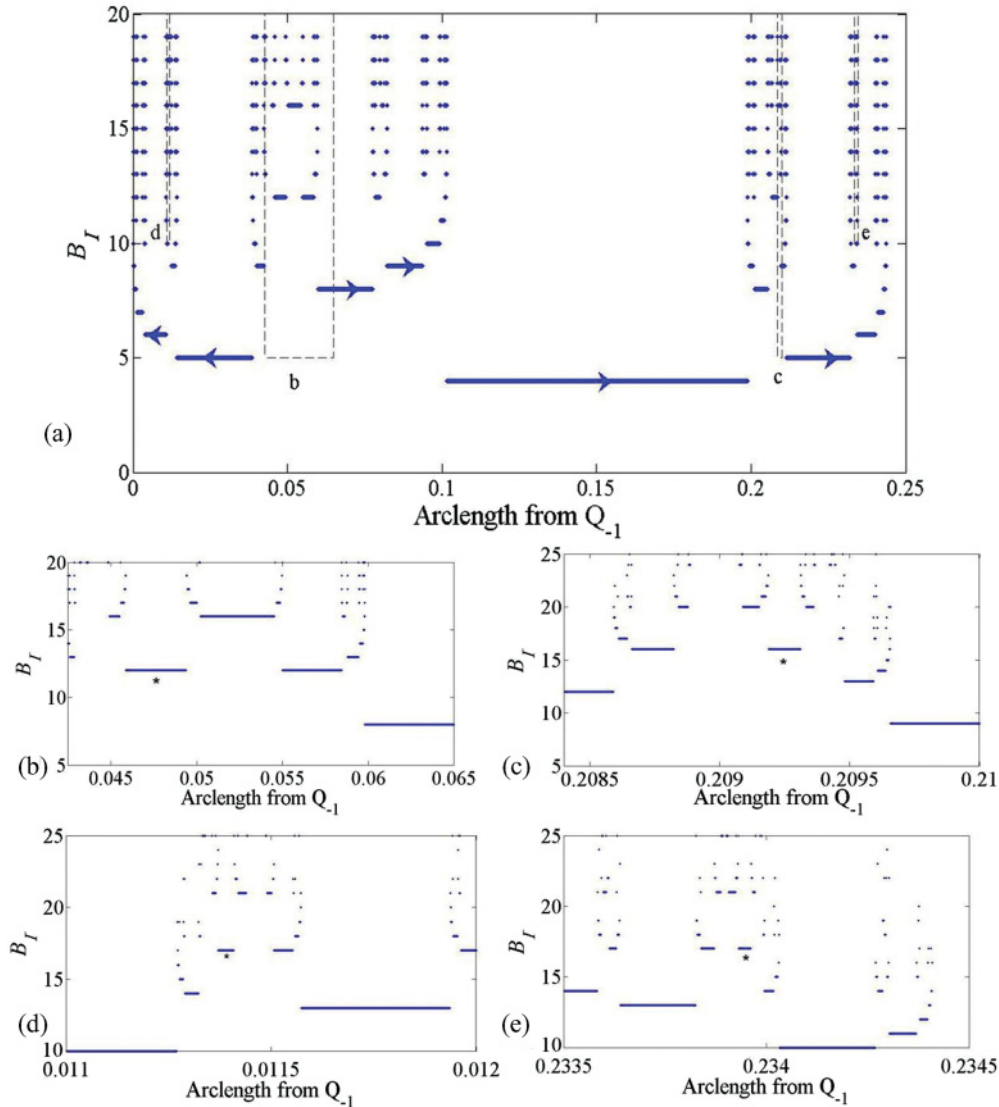 20
15
10
5
0
B_I
d
b
c
e
(a)
0 0.05 0.1 0.15 0.2 0.25
Arclength from Q_-1
20
15
10
5
B_I
*
(b)
0.045 0.05 0.055 0.06 0.065
Arclength from Q_-1
25
20
15
10
5
B_I
*
(c)
0.2085 0.209 0.2095 0.21
Arclength from Q_-1
25
20
15
10
B_I
*
(d)
0.011 0.0115 0.012
Arclength from Q_-1
25
20
15
10
B_I
*
(e)
0.2335 0.234 0.2345
Arclength from Q_-1